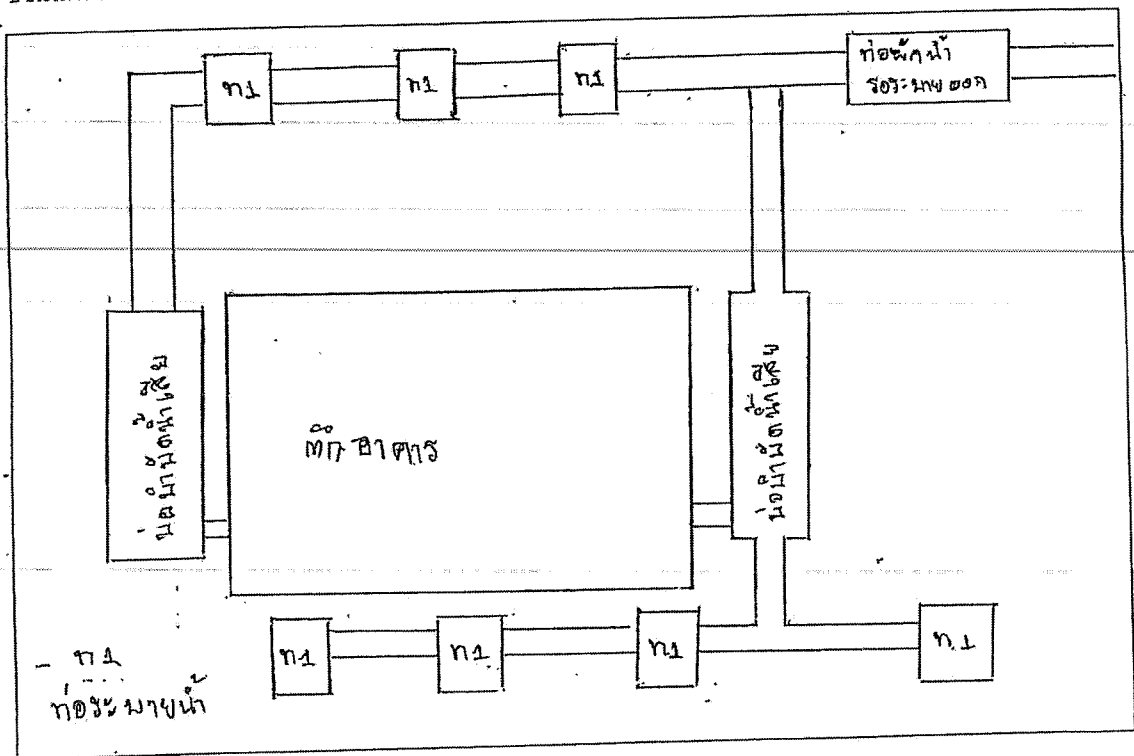 ท1
ท1
ท1
ท่อพักน้ำ
รอระบายออก
บ่อบำบัดน้ำเสีย
ตึกอาคาร
บ่อบำบัดน้ำเสีย
ท1
ท1
ท1
ท.1
- ท1
ท่อระบายน้ำ